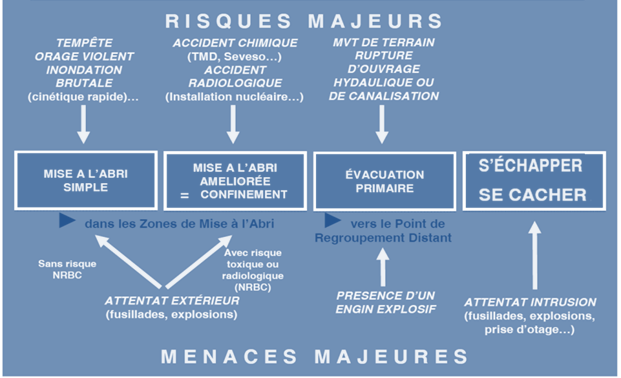 RISQUES MAJEURS
TEMPÊTE
ORAGE VIOLENT
INONDATION
BRUTALE
(cinétique rapide)...
ACCIDENT CHIMIQUE
(TMD, Seveso...)
ACCIDENT
RADIOLOGIQUE
(Installation nucléaire...)
MVT DE TERRAIN
RUPTURE
D'OUVRAGE
HYDAULIQUE OU
DE CANALISATION
MISE A L'ABRI
SIMPLE
MISE A L'ABRI
AMELIORÉE
= CONFINEMENT
ÉVACUATION
PRIMAIRE
S'ÉCHAPPER
SE CACHER
dans les Zones de Mise à l'Abri
vers le Point de
Regroupement Distant
Sans risque
NRBC
Avec risque
toxique ou
radiologique
(NRBC)
ATTENTAT EXTÉRIEUR
(fusillades, explosions)
PRESENCE D'UN
ENGIN EXPLOSIF
ATTENTAT INTRUSION
(fusillades, explosions,
prise d'otage...)
MENACES MAJEURES